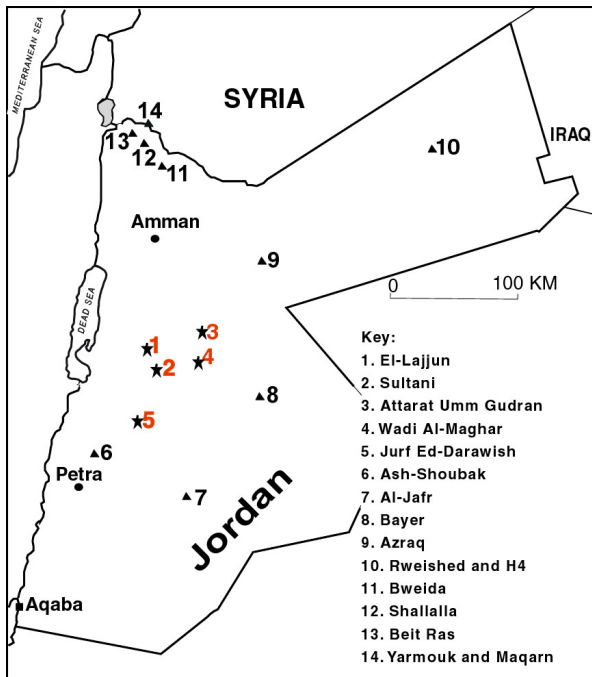 MEDITERRANEAN SEA
SYRIA
IRAQ
14
13
12
11
10
Amman
9
0 100 KM
DEAD SEA
3
1
4
2
8
5
6
Petra
7
Jordan
Aqaba
Key:
1. El-Lajjun
2. Sultani
3. Attarat Umm Gudran
4. Wadi Al-Maghar
5. Jurf Ed-Darawish
6. Ash-Shoubak
7. Al-Jafr
8. Bayer
9. Azraq
10. Rweished and H4
11. Bweida
12. Shallalla
13. Beit Ras
14. Yarmouk and Maqarn